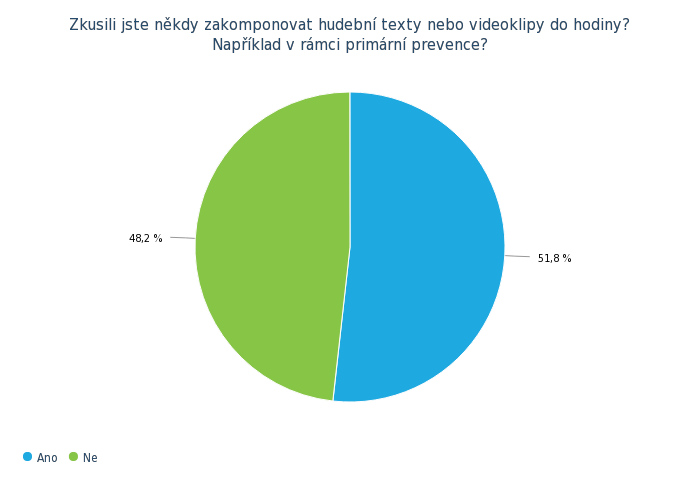 Zkusili jste někdy zakomponovat hudební texty nebo videoklipy do hodiny?
Například v rámci primární prevence?
48,2 %
51,8 %
Ano
Ne